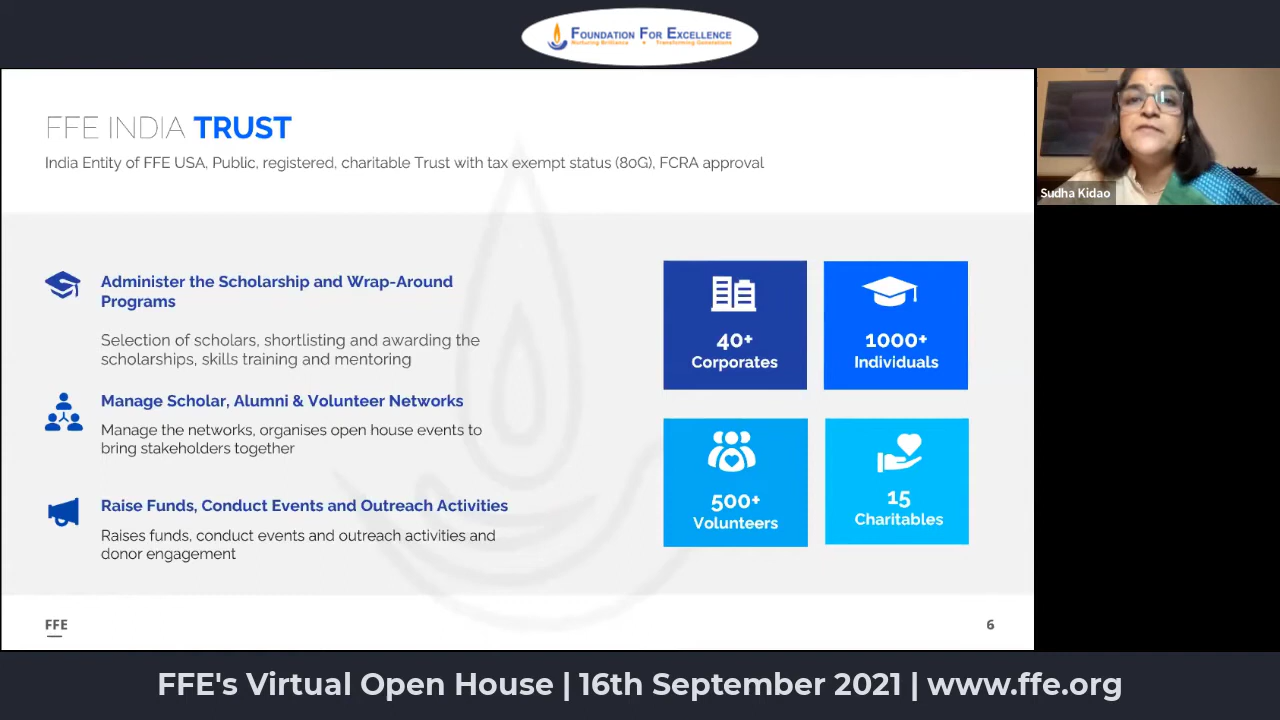 FOUNDATION FOR EXCELLENCE
Nurturing Brilliance • Transforming Generations
FFE INDIA TRUST
India Entity of FFE USA, Public, registered, charitable Trust with tax exempt status (80G), FCRA approval
Administer the Scholarship and Wrap-Around
Programs
Selection of scholars, shortlisting and awarding the
scholarships, skills training and mentoring
Manage Scholar, Alumni & Volunteer Networks
Manage the networks, organises open house events to
bring stakeholders together
Raise Funds, Conduct Events and Outreach Activities
Raises funds, conduct events and outreach activities and
donor engagement
40+
Corporates
1000+
Individuals
500+
Volunteers
15
Charitables
FFE
6
Sudha Kidao
FFE's Virtual Open House | 16th September 2021 | www.ffe.org